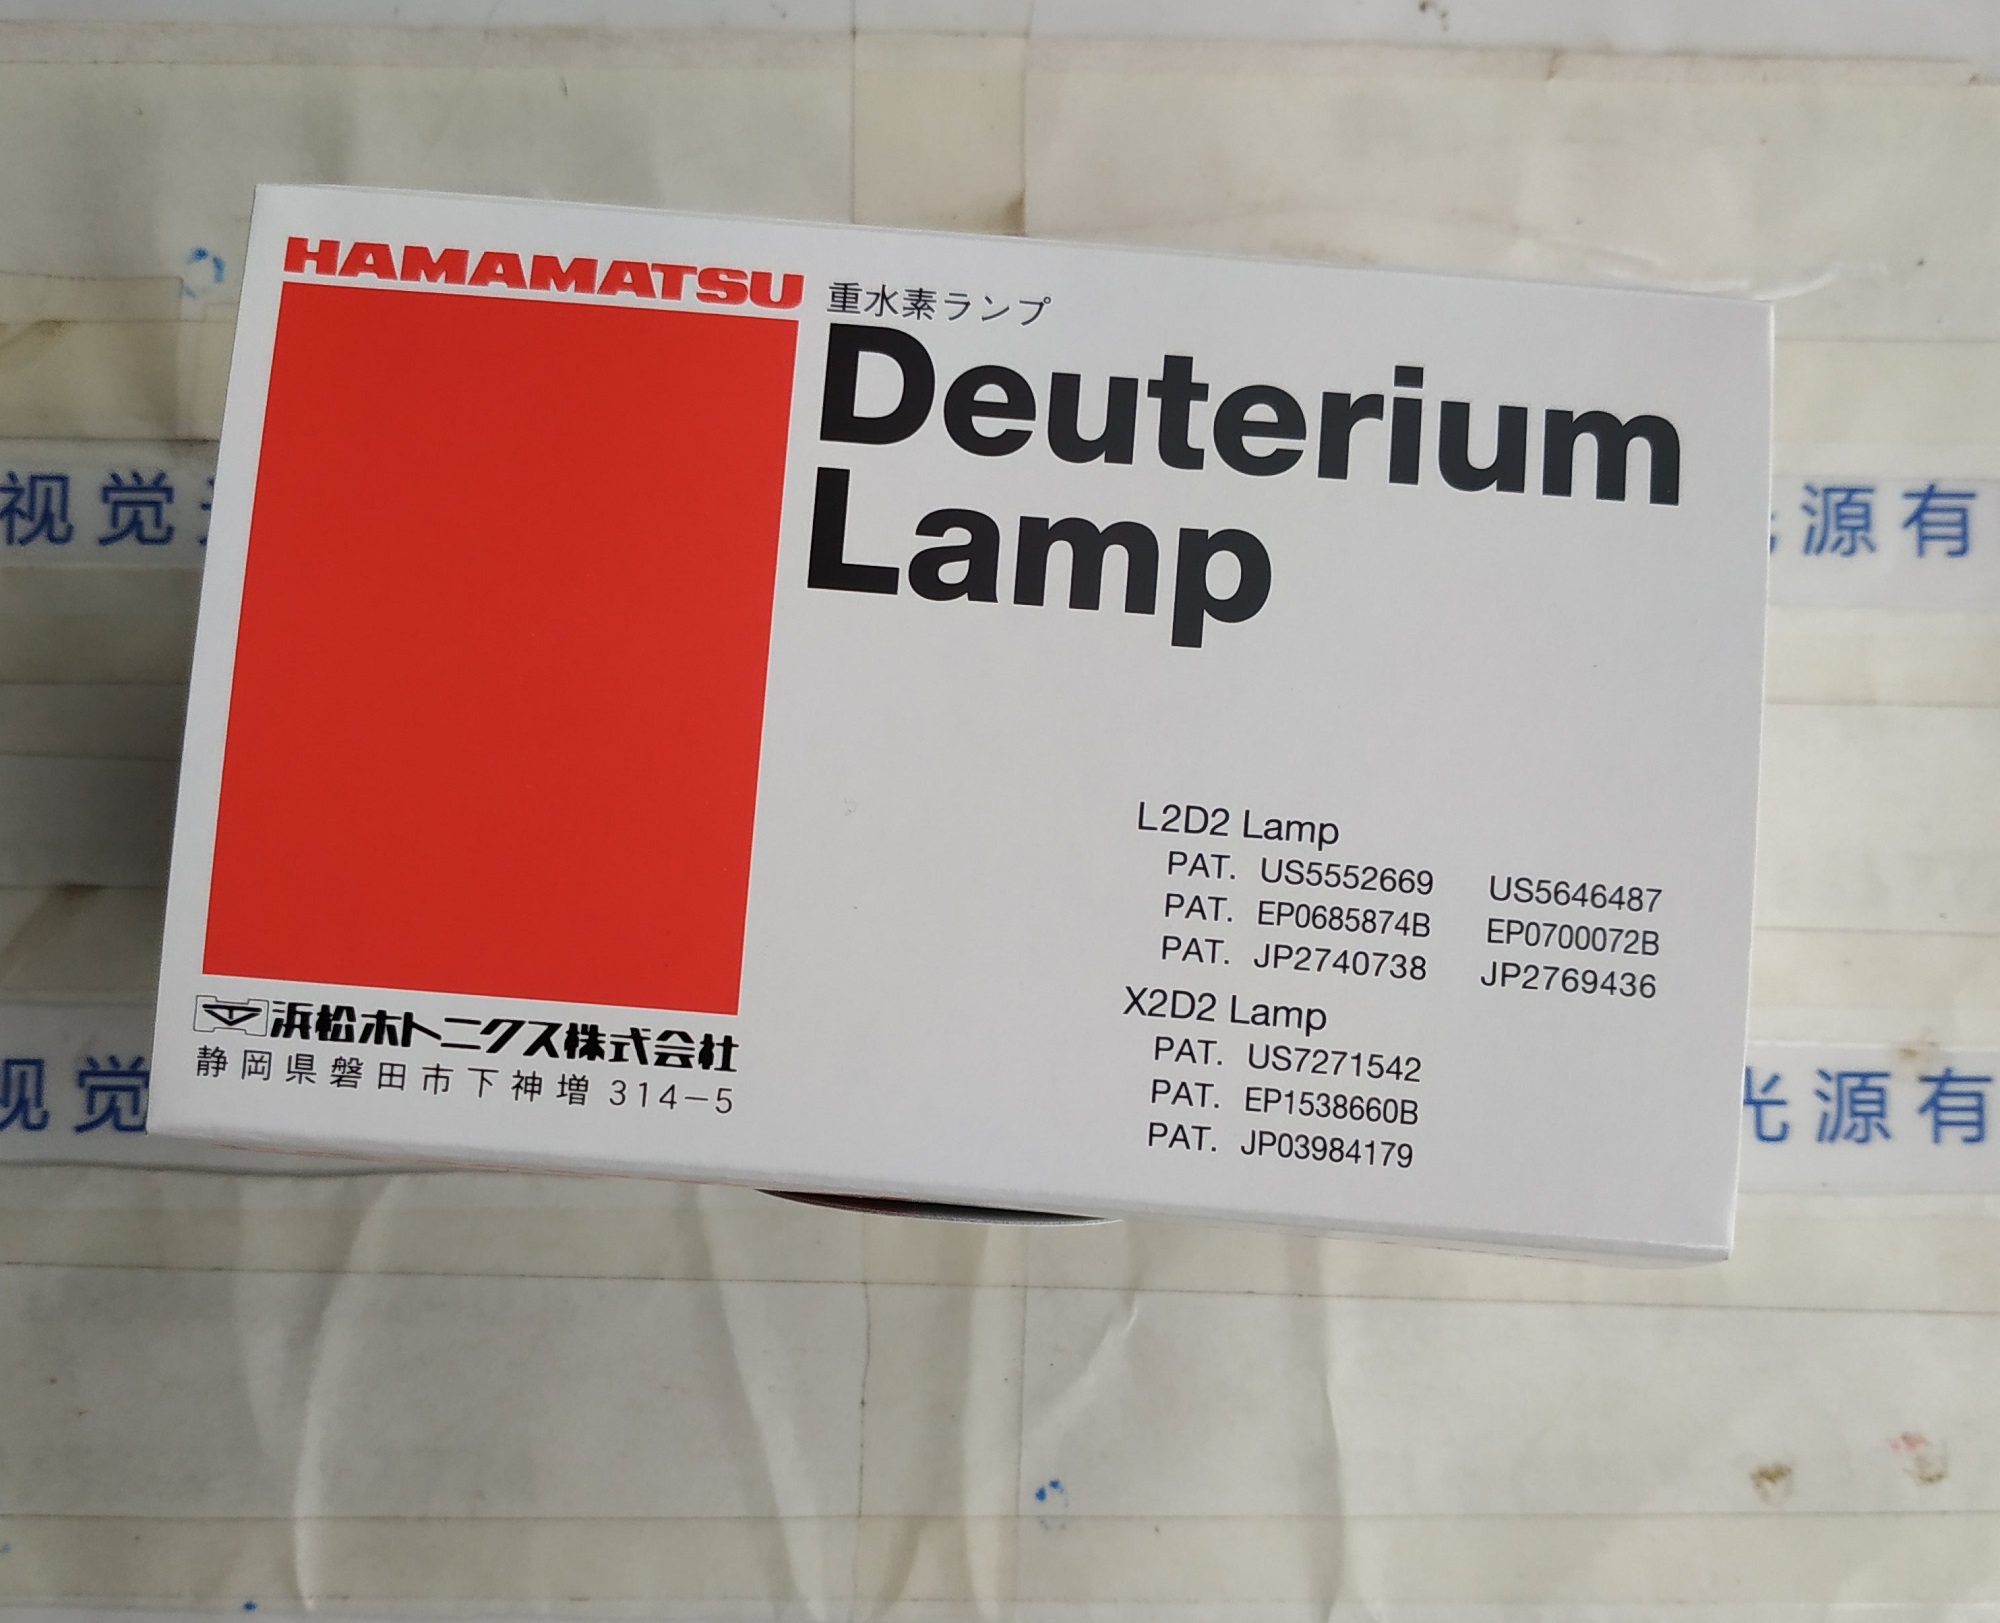 HAMAMATSU
重水素ランプ
Deuterium
Lamp
L2D2 Lamp
PAT. US5552669 US5646487
PAT. EP0685874B EP0700072B
PAT. JP2740738 JP2769436
X2D2 Lamp
PAT. US7271542
PAT. EP1538660B
PAT. JP03984179
浜松ホトニクス株式会社
静岡県磐田市下神増 314-5
视觉
源有
视觉
光源有